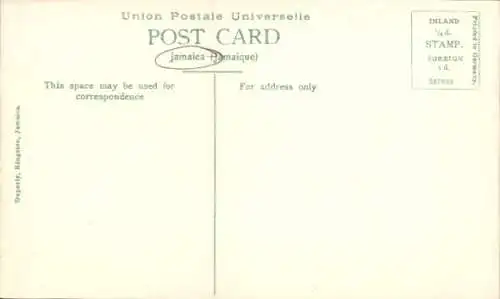 Union Postale Universelle
POST CARD
Jamaica (Jamaique)
This space may be used for
correspondence
For address only
INLAND
½d.
STAMP.
FOREIGN
1d.
Printed in Germany.
Kingston, Jamaica.